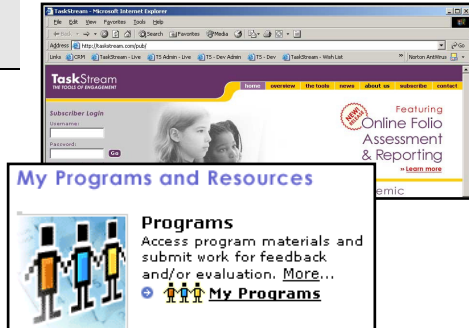 TaskStream - Microsoft Internet Explorer
File Edit View Favorites Tools Help
Search Favorites Media
Address http://taskstream.com/pub/ Go
Links CRM TaskStream - Live TS Admin - Live TS - Dev Admin TS - Dev TaskStream - Wish List » Norton AntiVirus
TaskStream
THE TOOLS OF ENGAGEMENT
home overview the tools news about us subscribe contact
Subscriber Login
Username:
Password:
Go
NEW
Featuring
Online Folio
Assessment
& Reporting
» Learn more
My Programs and Resources
Programs
Access program materials and
submit work for feedback
and/or evaluation. More...
My Programs